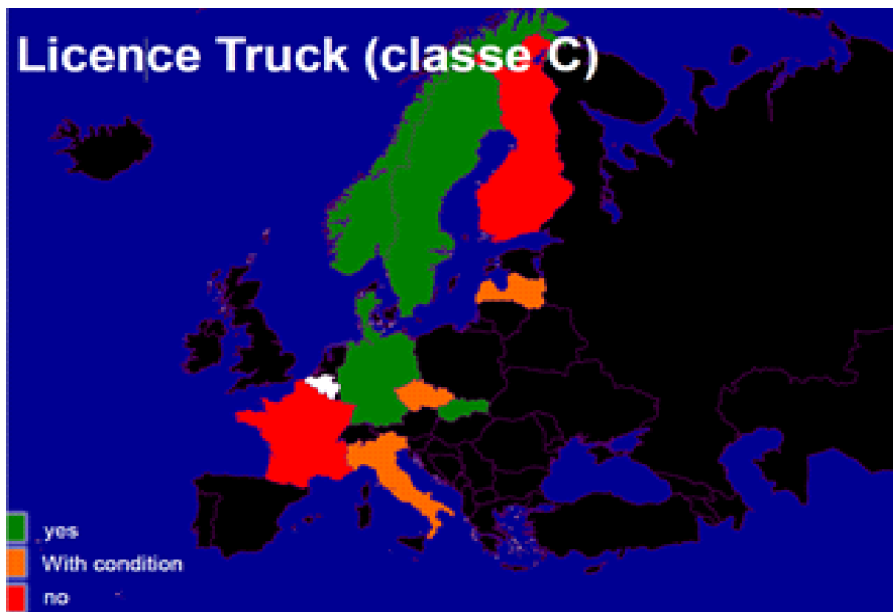 Licence Truck (classe C)
yes
With condition
no